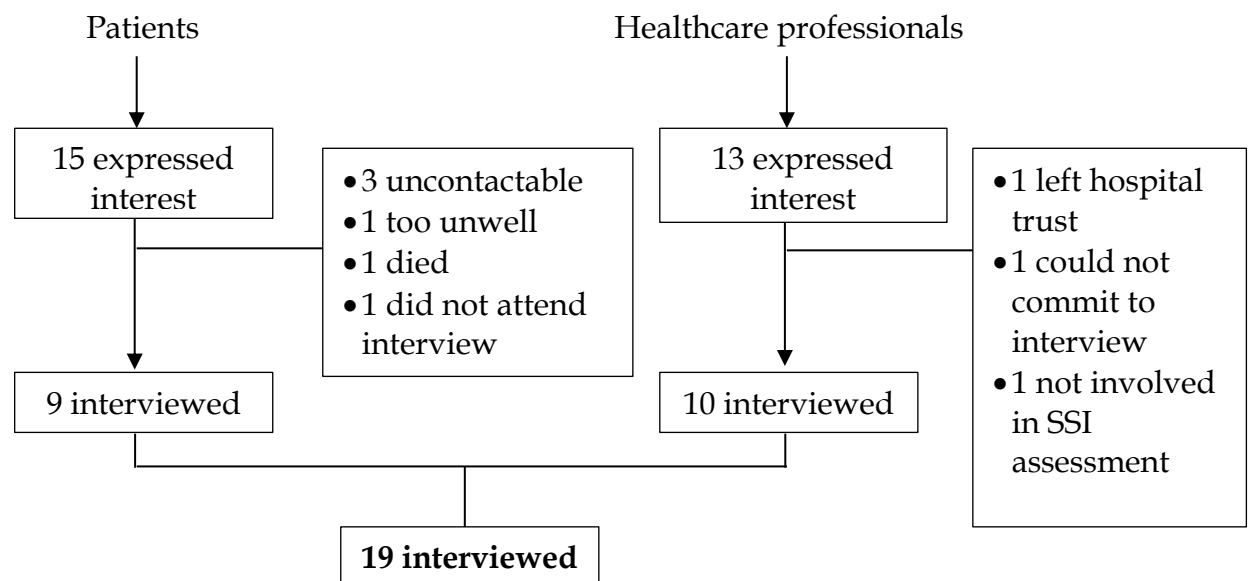 Patients
Healthcare professionals
15 expressed
interest
• 3 uncontactable
• 1 too unwell
• 1 died
• 1 did not attend
interview
13 expressed
interest
• 1 left hospital
trust
• 1 could not
commit to
interview
• 1 not involved
in SSI
assessment
9 interviewed
10 interviewed
19 interviewed